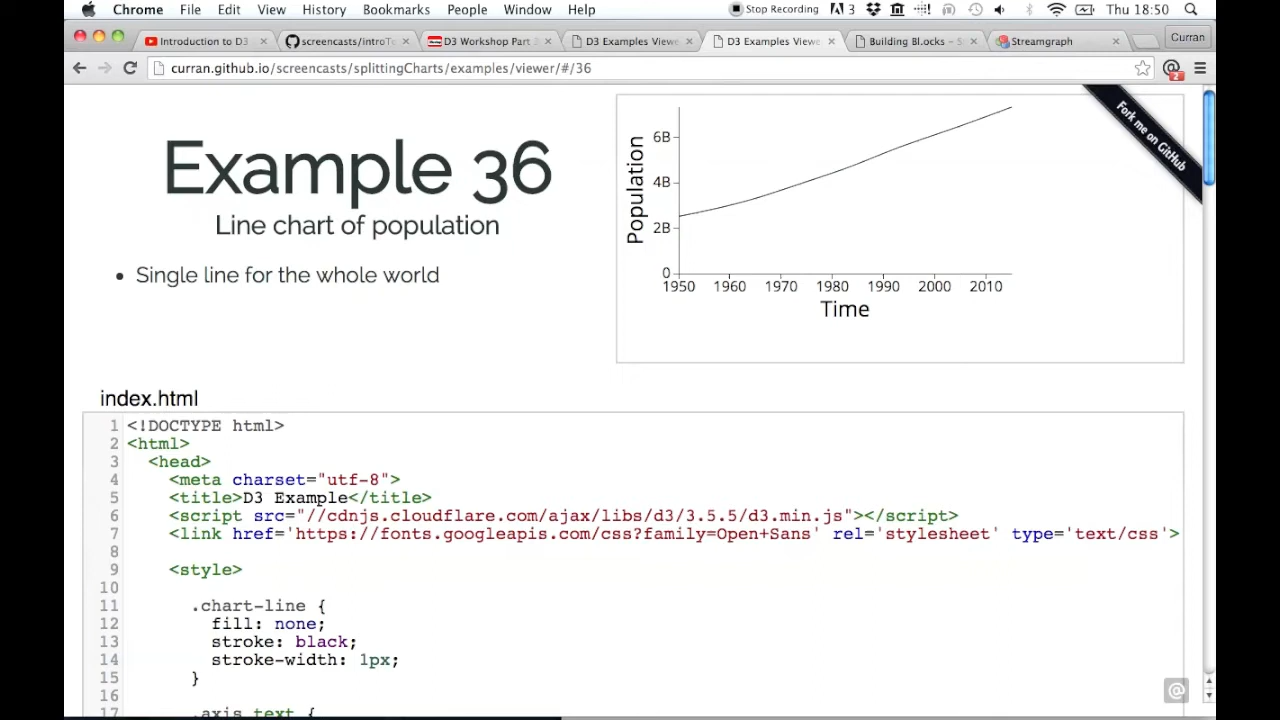 Chrome File Edit View History Bookmarks People Window Help Stop Recording 3 Thu 18:50
Introduction to D3 × screencasts/introTo × D3 Workshop Part × D3 Examples Viewe × D3 Examples Viewe × Building Bl.ocks – × Streamgraph × Curran
curran.github.io/screencasts/splittingCharts/examples/viewer/#/36 2
Example 36
Line chart of population
• Single line for the whole world
Population
6B
4B
2B
0
1950 1960 1970 1980 1990 2000 2010
Time
Fork me on GitHub
index.html
1 <!DOCTYPE html>
2 <html>
3 <head>
4 <meta charset="utf-8">
5 <title>D3 Example</title>
6 <script src="//cdnjs.cloudflare.com/ajax/libs/d3/3.5.5/d3.min.js"></script>
7 <link href='https://fonts.googleapis.com/css?family=Open+Sans' rel='stylesheet' type='text/css'>
8
9 <style>
10
11 .chart-line {
12 fill: none;
13 stroke: black;
14 stroke-width: 1px;
15 }
16
17 .axis text {
@